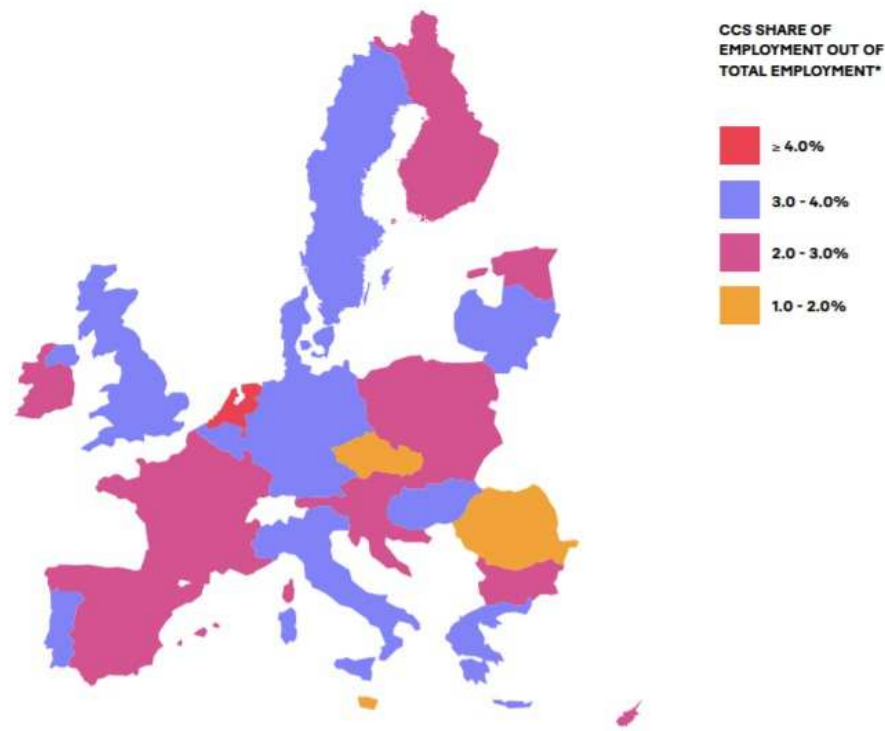 CCS SHARE OF
EMPLOYMENT OUT OF
TOTAL EMPLOYMENT*
≥ 4.0%
3.0 - 4.0%
2.0 - 3.0%
1.0 - 2.0%